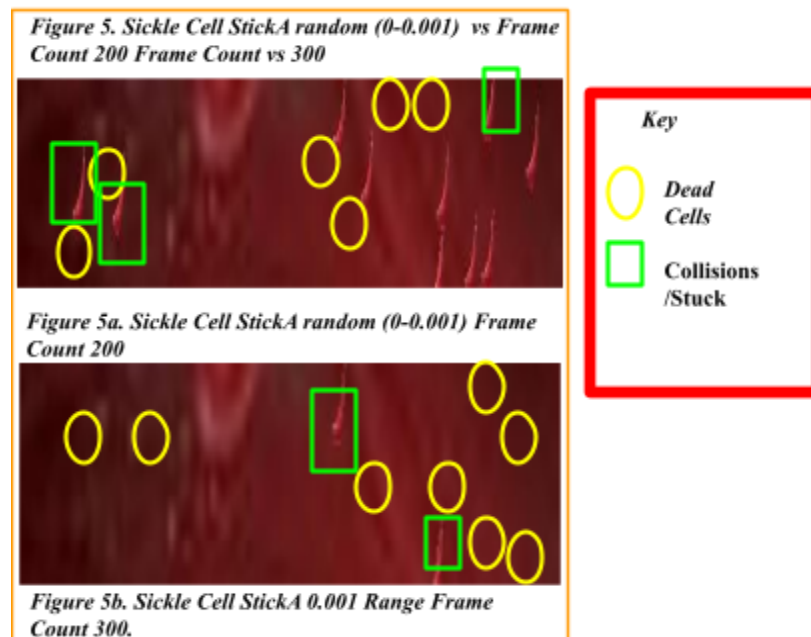 Figure 5. Sickle Cell StickA random (0-0.001) vs Frame
Count 200 Frame Count vs 300
Figure 5a. Sickle Cell StickA random (0-0.001) Frame
Count 200
Figure 5b. Sickle Cell StickA 0.001 Range Frame
Count 300.
Key
Dead
Cells
Collisions
/Stuck